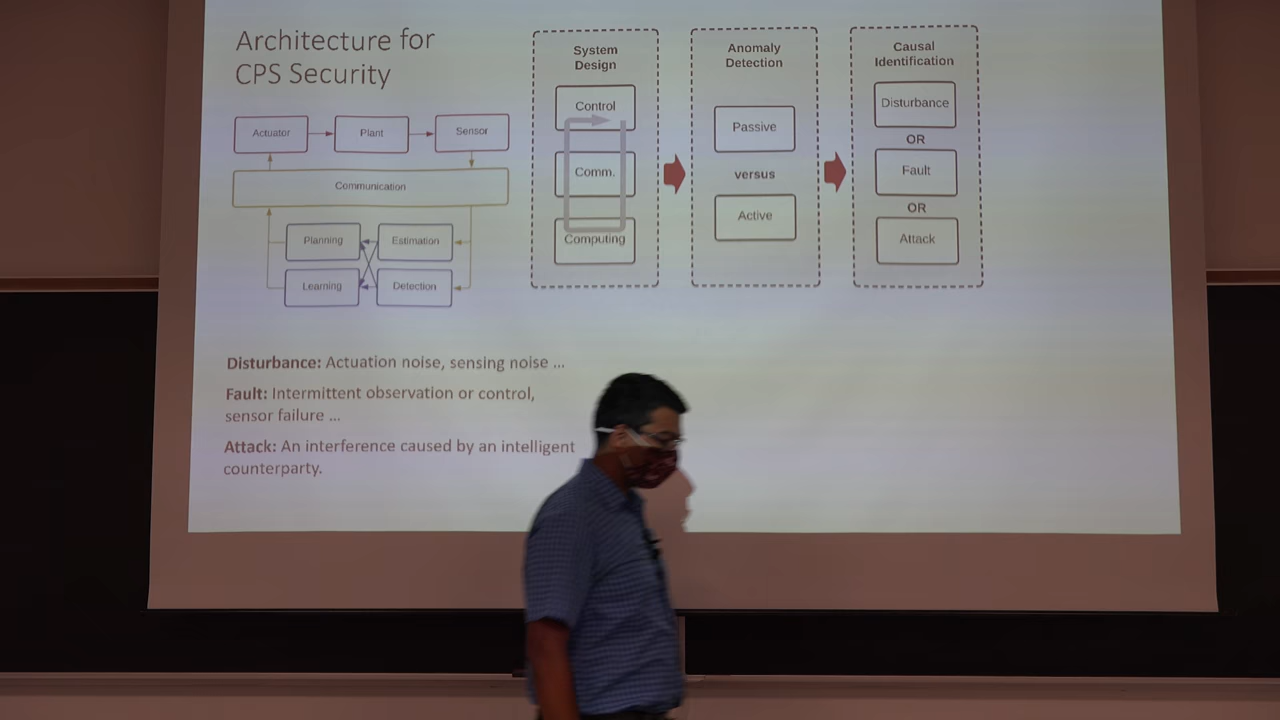 Architecture for
CPS Security
Actuator
Plant
Sensor
Communication
Planning
Estimation
Learning
Detection
System
Design
Control
Comm.
Computing
Anomaly
Detection
Passive
versus
Active
Causal
Identification
Disturbance
OR
Fault
OR
Attack
Disturbance: Actuation noise, sensing noise ...
Fault: Intermittent observation or control,
sensor failure ...
Attack: An interference caused by an intelligent
counterparty.